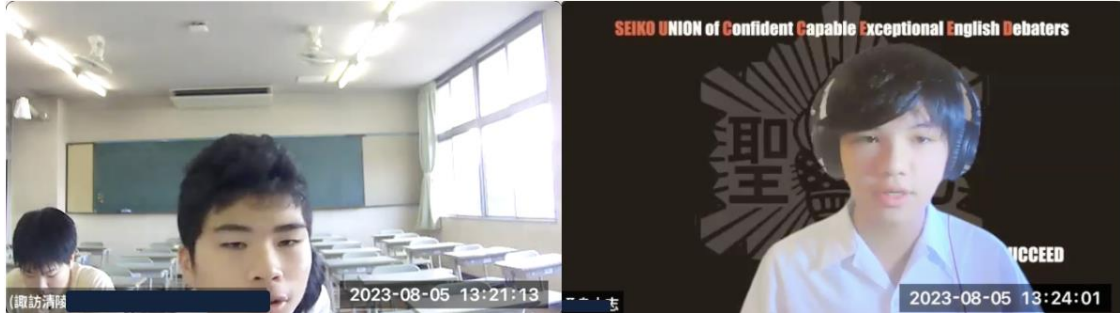 SEIKO UNION of Confident Capable Exceptional English Debaters
聖
UCCEED
(諏訪清陵
2023-08-05 13:21:13
志
2023-08-05 13:24:01